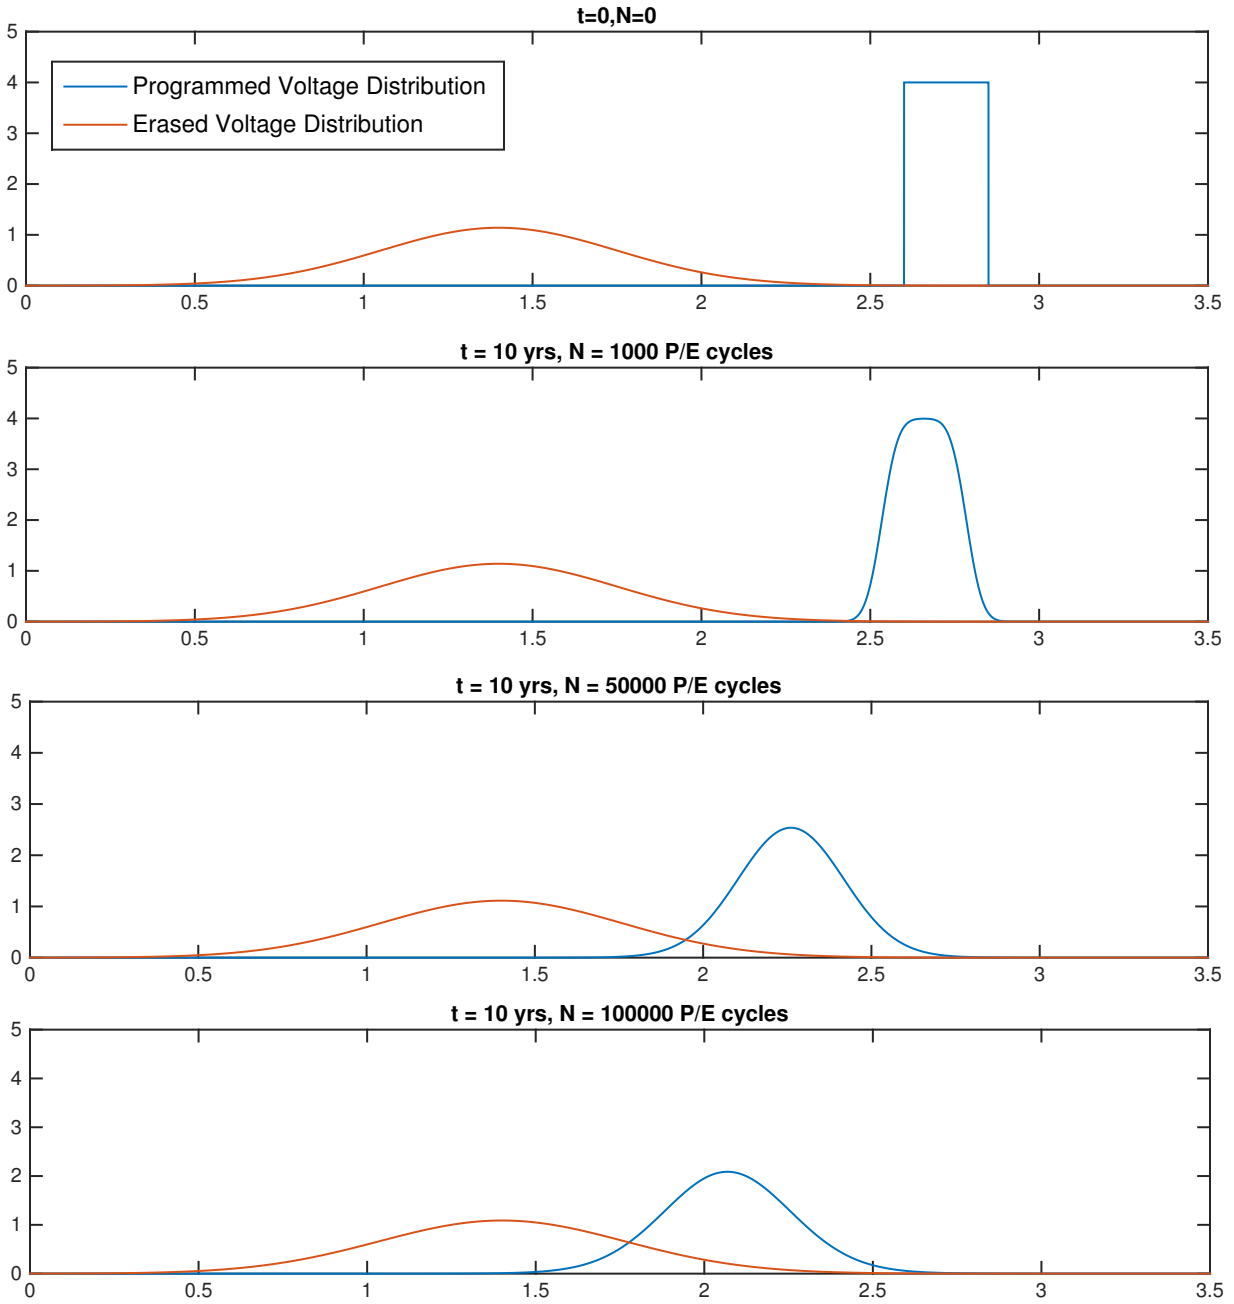 t=0,N=0
5
4
3
2
1
0
Programmed Voltage Distribution
Erased Voltage Distribution
0 0.5 1 1.5 2 2.5 3 3.5
t = 10 yrs, N = 1000 P/E cycles
5
4
3
2
1
0
0 0.5 1 1.5 2 2.5 3 3.5
t = 10 yrs, N = 50000 P/E cycles
5
4
3
2
1
0
0 0.5 1 1.5 2 2.5 3 3.5
t = 10 yrs, N = 100000 P/E cycles
5
4
3
2
1
0
0 0.5 1 1.5 2 2.5 3 3.5